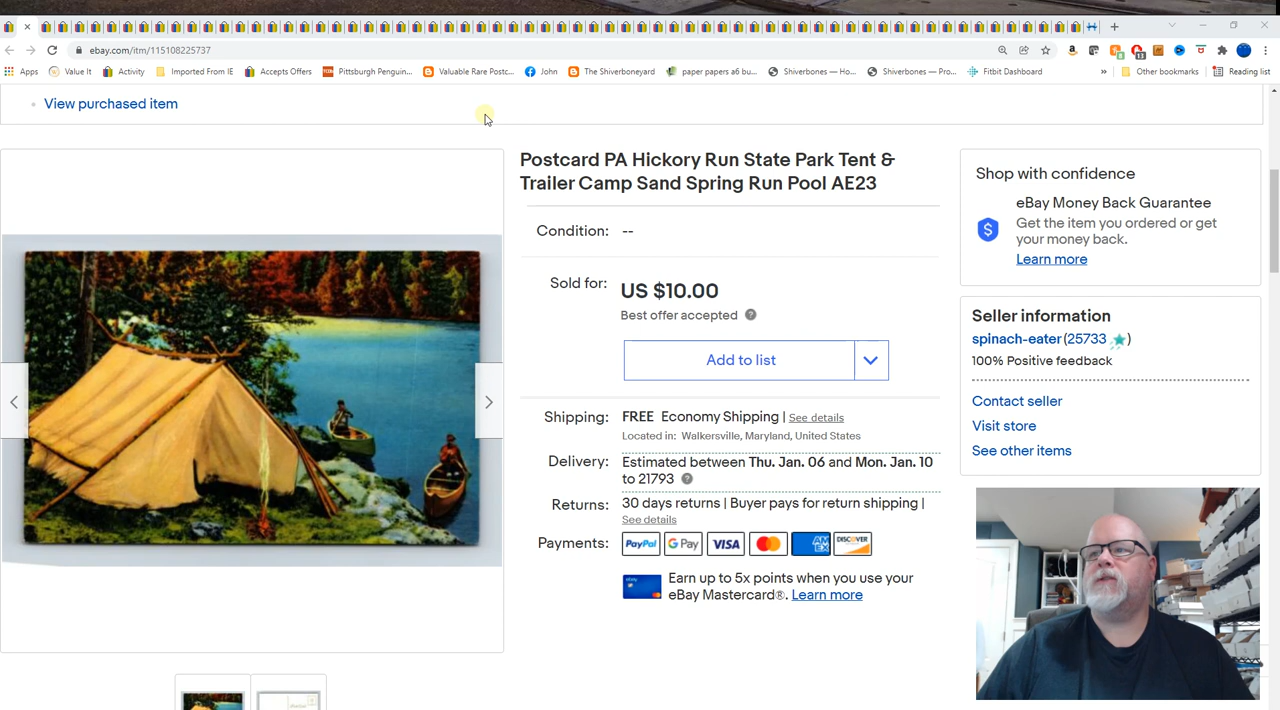 ebay.com/itm/115108225737
Apps
Value It
Activity
Imported From IE
Accepts Offers
Pittsburgh Penguin...
Valuable Rare Postc...
John
The Shiverboneyard
paper papers a6 bu...
Shiverbones — Ho...
Shiverbones — Pro...
Fitbit Dashboard
»
Other bookmarks
Reading list
View purchased item
Postcard PA Hickory Run State Park Tent &
Trailer Camp Sand Spring Run Pool AE23
Condition: --
Sold for: US $10.00
Best offer accepted
Add to list
Shipping: FREE Economy Shipping | See details
Located in: Walkersville, Maryland, United States
Delivery: Estimated between Thu. Jan. 06 and Mon. Jan. 10
to 21793
Returns: 30 days returns | Buyer pays for return shipping |
See details
Payments: PayPal G Pay VISA AM EX DISCOVER
Earn up to 5x points when you use your
eBay Mastercard®. Learn more
Shop with confidence
eBay Money Back Guarantee
Get the item you ordered or get
your money back.
Learn more
Seller information
spinach-eater (25733 )
100% Positive feedback
Contact seller
Visit store
See other items